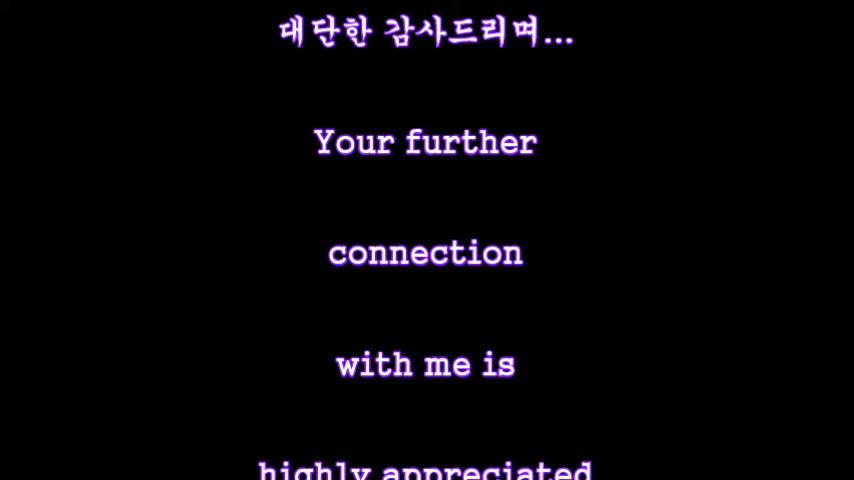 대단한 감사드리며...
Your further
connection
with me is
highly appreciated